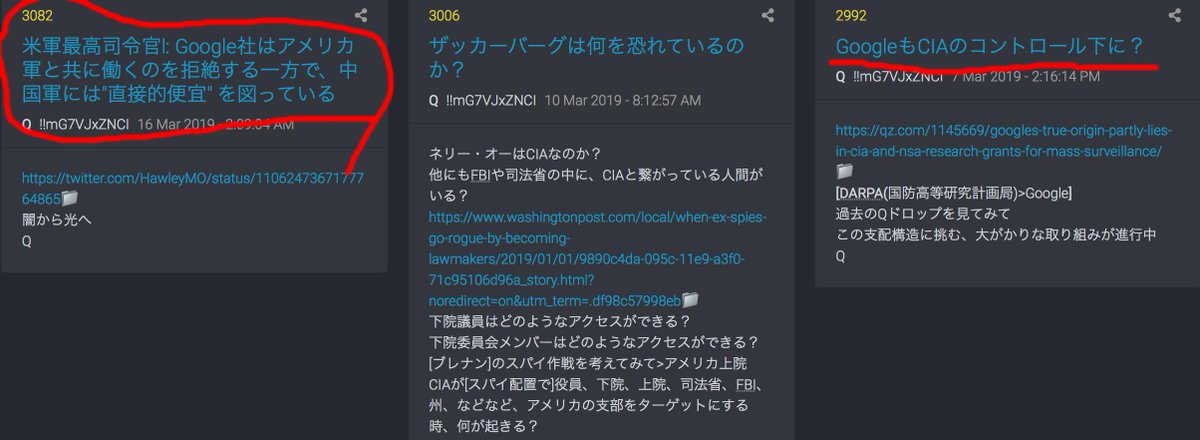 3082
米軍最高司令官!: Google社はアメリカ
軍と共に働くのを拒絶する一方で、中
国軍には"直接的便宜" を図っている
Q !!mG7VJxZNCI 16 Mar 2019 - 2:39:04 AM
https://twitter.com/HawleyMO/status/11062473671777
64865
闇から光へ
Q
3006
ザッカーバーグは何を恐れているの
か？
Q !!mG7VJxZNCI 10 Mar 2019 - 8:12:57 AM
ネリー・オーはCIAなのか？
他にもFBIや司法省の中に、CIAと繋がっている人間が
いる？
https://www.washingtonpost.com/local/when-ex-spies-
go-rogue-by-becoming-
lawmakers/2019/01/01/9890c4da-095c-11e9-a3f0-
71c95106d96a_story.html?
noredirect=on&utm_term=.df98c57998eb
下院議員はどのようなアクセスができる？
下院委員会メンバーはどのようなアクセスができる？
[ブレナン]のスパイ作戦を考えてみて>アメリカ上院
CIAが[スパイ配置で]役員、下院、上院、司法省、FBI、
州、などなど、アメリカの支部をターゲットにする
時、何が起きる？
2992
GoogleもCIAのコントロール下に？
Q !!mG7VJxZNCI 7 Mar 2019 - 2:16:14 PM
https://qz.com/1145669/googles-true-origin-partly-lies-
in-cia-and-nsa-research-grants-for-mass-surveillance/
[DARPA(国防高等研究計画局)>Google]
過去のQドロップを見てみて
この支配構造に挑む、大がかりな取り組みが進行中
Q